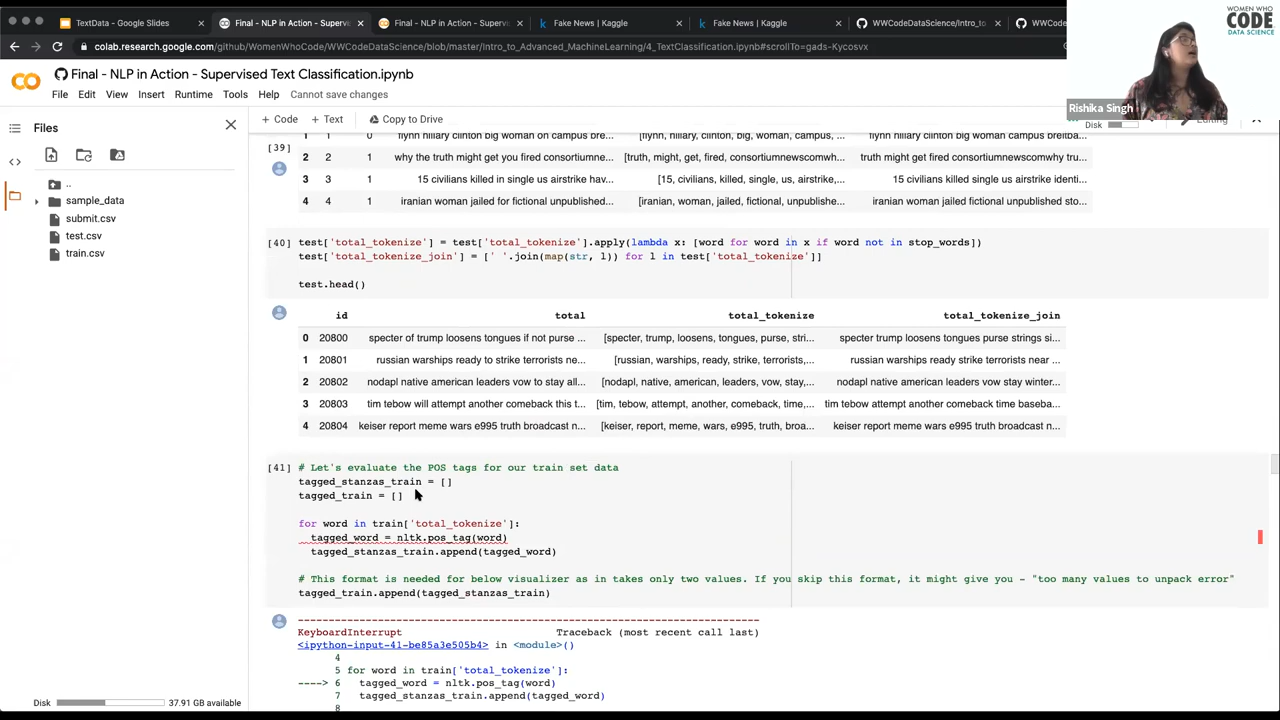 TextData - Google Slides
Final - NLP in Action - Superv
Final - NLP in Action - Superv
Fake News | Kaggle
Fake News | Kaggle
WWCodeDataScience/Intro_to
WWCode
colab.research.google.com/github/WomenWhoCode/WWCodeDataScience/blob/master/Intro_to_Advanced_MachineLearning/4_TextClassification.ipynb#scrollTo=gads-Kycosvx
WOMEN WHO
CODE
DATA SCIENCE
Rishika Singh
Final - NLP in Action - Supervised Text Classification.ipynb
File Edit View Insert Runtime Tools Help Cannot save changes
+ Code + Text Copy to Drive
Disk Editing
Files
..
sample_data
submit.csv
test.csv
train.csv
Disk 37.91 GB available
[39]
1 1 0 flynn hillary clinton big woman on campus bre... [flynn, hillary, clinton, big, woman, campus, ... flynn hillary clinton big woman campus breitba...
2 2 1 why the truth might get you fired consortiumne... [truth, might, get, fired, consortiumnewscomwh... truth might get fired consortiumnewscomwhy tru...
3 3 1 15 civilians killed in single us airstrike hav... [15, civilians, killed, single, us, airstrike,... 15 civilians killed single us airstrike identi...
4 4 1 iranian woman jailed for fictional unpublished... [iranian, woman, jailed, fictional, unpublishe... iranian woman jailed fictional unpublished sto...
[40] test['total_tokenize'] = test['total_tokenize'].apply(lambda x: [word for word in x if word not in stop_words])
test['total_tokenize_join'] = [' '.join(map(str, l)) for l in test['total_tokenize']]
test.head()
id total total_tokenize total_tokenize_join
0 20800 specter of trump loosens tongues if not purse ... [specter, trump, loosens, tongues, purse, stri... specter trump loosens tongues purse strings si...
1 20801 russian warships ready to strike terrorists ne... [russian, warships, ready, strike, terrorists,... russian warships ready strike terrorists near ...
2 20802 nodapl native american leaders vow to stay all... [nodapl, native, american, leaders, vow, stay,... nodapl native american leaders vow stay winter...
3 20803 tim tebow will attempt another comeback this t... [tim, tebow, attempt, another, comeback, time,... tim tebow attempt another comeback time baseba...
4 20804 keiser report meme wars e995 truth broadcast n... [keiser, report, meme, wars, e995, truth, broa... keiser report meme wars e995 truth broadcast n...
[41] # Let's evaluate the POS tags for our train set data
tagged_stanzas_train = []
tagged_train = []
for word in train['total_tokenize']:
tagged_word = nltk.pos_tag(word)
tagged_stanzas_train.append(tagged_word)
# This format is needed for below visualizer as in takes only two values. If you skip this format, it might give you - "too many values to unpack error"
tagged_train.append(tagged_stanzas_train)
---------------------------------------------------------------------------
KeyboardInterrupt Traceback (most recent call last)
<ipython-input-41-be85a3e505b4> in <module>()
4
5 for word in train['total_tokenize']:
----> 6 tagged_word = nltk.pos_tag(word)
7 tagged_stanzas_train.append(tagged_word)
8